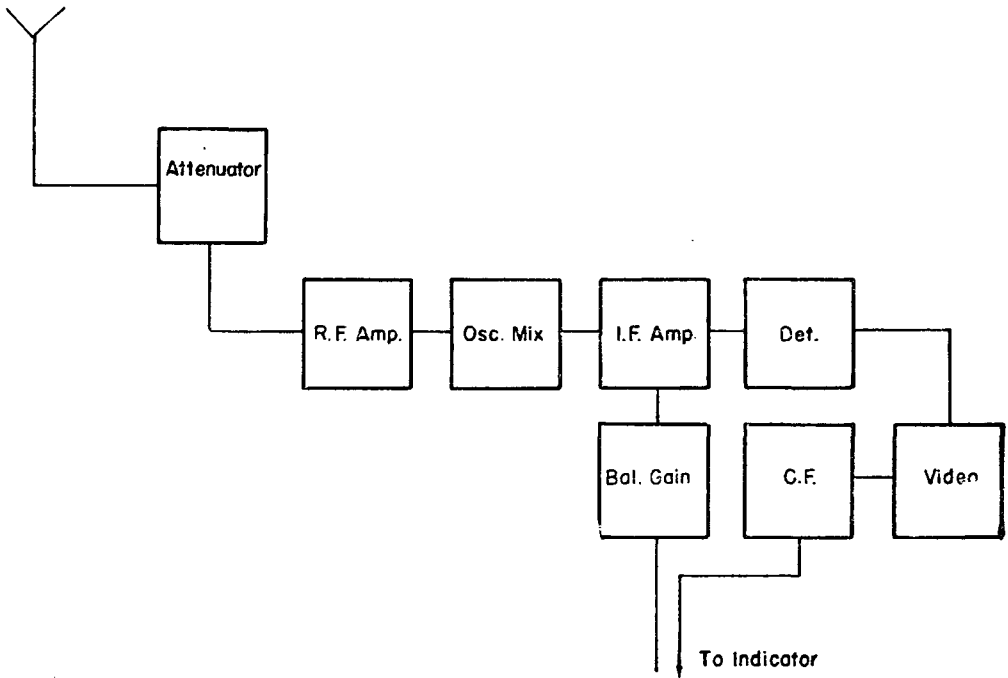 Attenuator
R.F. Amp.
Osc. Mix
I.F. Amp.
Det.
Bal. Gain
C.F.
Video
To Indicator